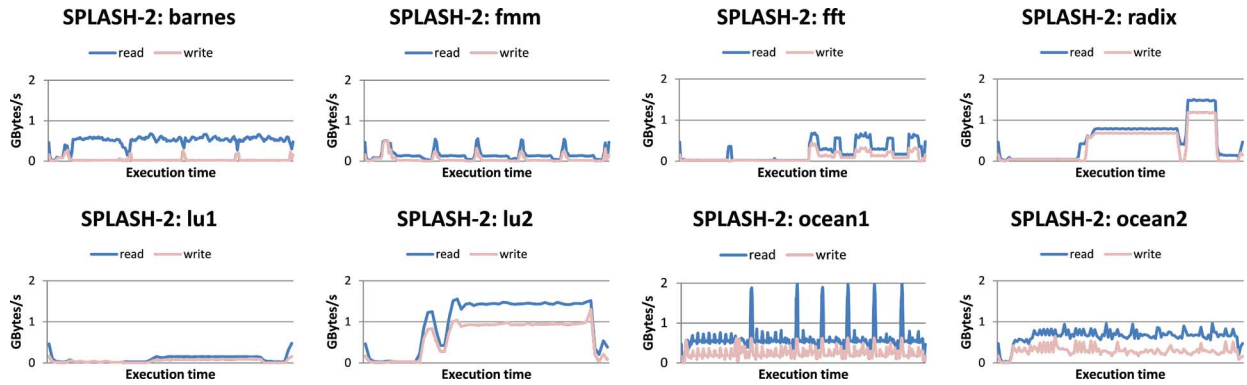 SPLASH-2: barnes
read write
GBytes/s
2
1
0
Execution time
SPLASH-2: fmm
read write
GBytes/s
2
1
0
Execution time
SPLASH-2: fft
read write
GBytes/s
2
1
0
Execution time
SPLASH-2: radix
read write
GBytes/s
2
1
0
Execution time
SPLASH-2: lu1
read write
GBytes/s
2
1
0
Execution time
SPLASH-2: lu2
read write
GBytes/s
2
1
0
Execution time
SPLASH-2: ocean1
read write
GBytes/s
2
1
0
Execution time
SPLASH-2: ocean2
read write
GBytes/s
2
1
0
Execution time